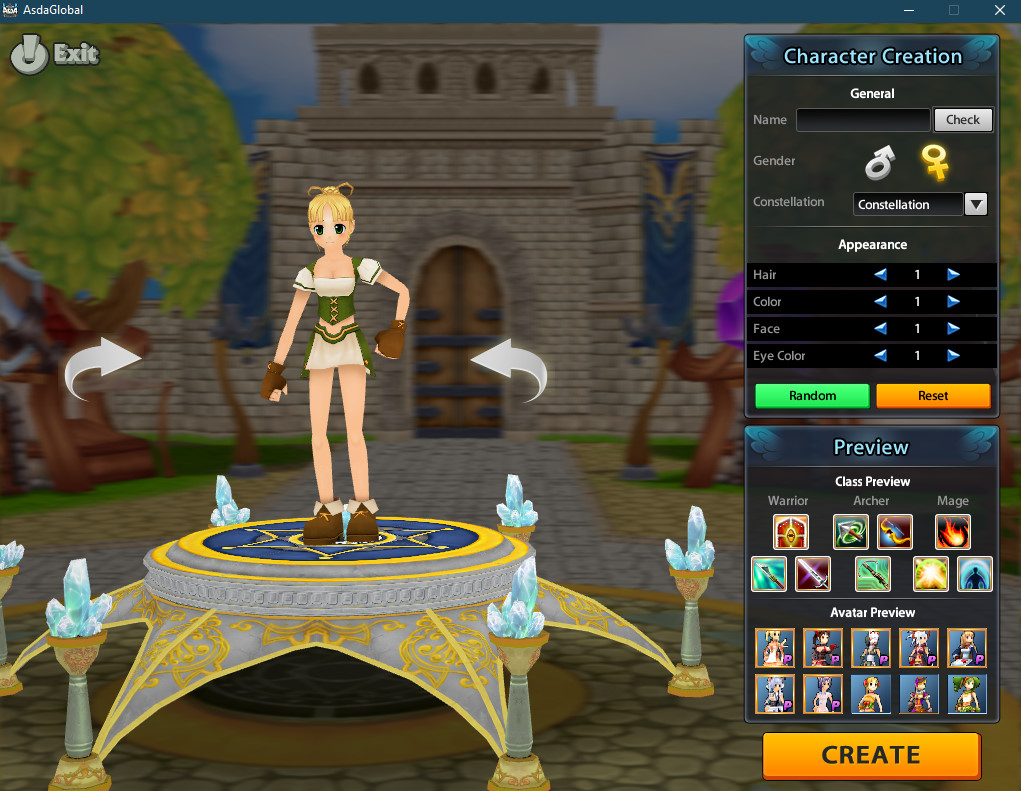 AsdaGlobal
Exit
Character Creation
General
Name
Check
Gender
Constellation
Constellation
Appearance
Hair 1
Color 1
Face 1
Eye Color 1
Random Reset
Preview
Class Preview
Warrior Archer Mage
Avatar Preview
P P P P P
P P
CREATE